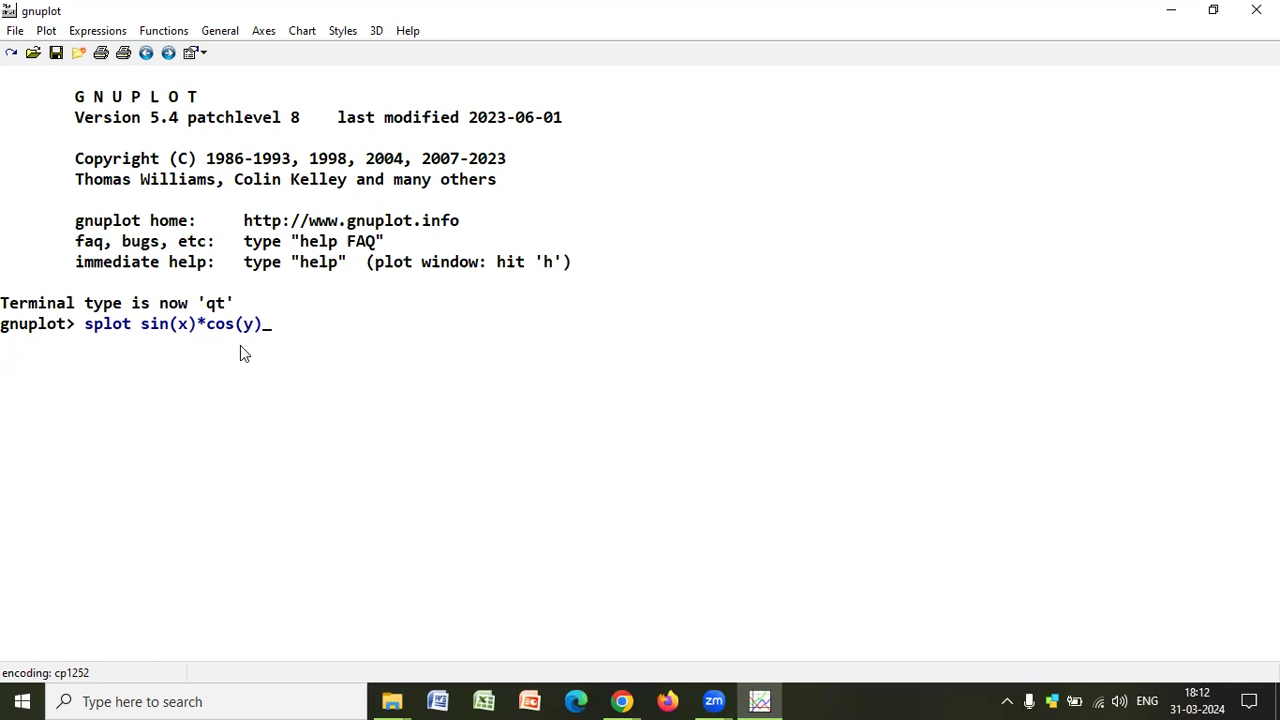 gnuplot
File Plot Expressions Functions General Axes Chart Styles 3D Help
G N U P L O T
Version 5.4 patchlevel 8    last modified 2023-06-01
Copyright (C) 1986-1993, 1998, 2004, 2007-2023
Thomas Williams, Colin Kelley and many others
gnuplot home:     http://www.gnuplot.info
faq, bugs, etc:   type "help FAQ"
immediate help:   type "help"  (plot window: hit 'h')
Terminal type is now 'qt'
gnuplot> splot sin(x)*cos(y)_
encoding: cp1252
Type here to search
ENG
18:12
31-03-2024